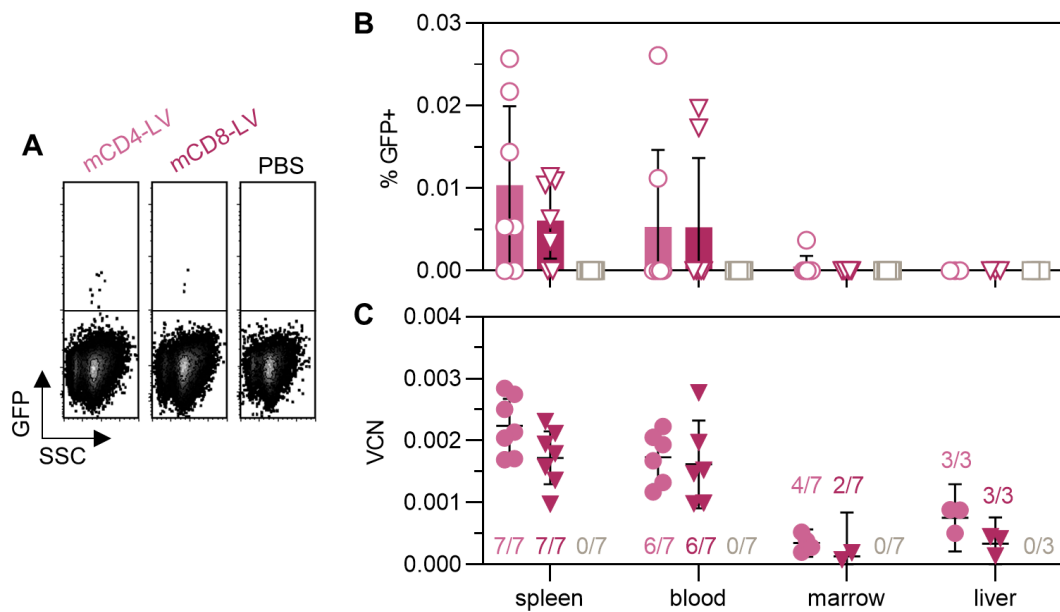 A
mCD4-LV
mCD8-LV
PBS
GFP
SSC
B
% GFP+
0.03
0.02
0.01
0.00
C
VCN
0.004
0.003
0.002
0.001
0.000
7/7 7/7 0/7
6/7 6/7 0/7
4/7 2/7 0/7
3/3 3/3 0/3
spleen blood marrow liver